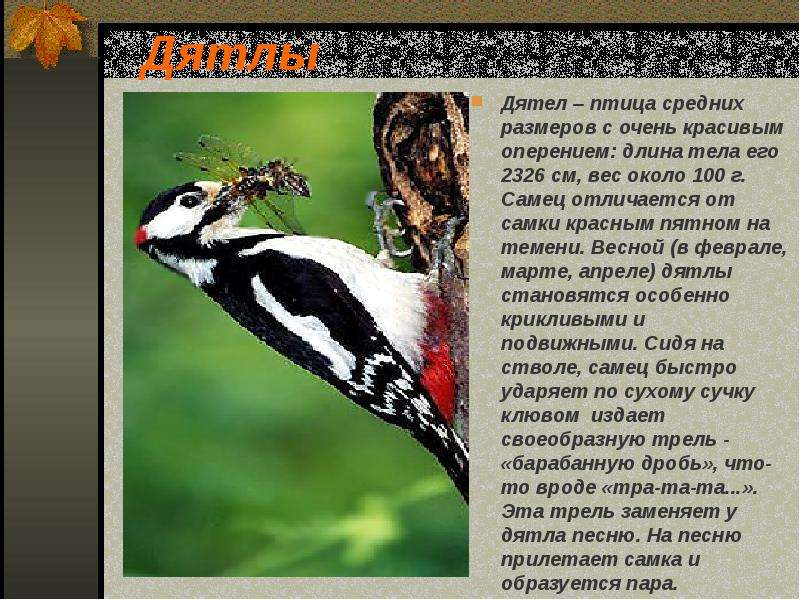 Дятлы
Дятел – птица средних
размеров с очень красивым
оперением: длина тела его
2326 см, вес около 100 г.
Самец отличается от
самки красным пятном на
темени. Весной (в феврале,
марте, апреле) дятлы
становятся особенно
крикливыми и
подвижными. Сидя на
стволе, самец быстро
ударяет по сухому сучку
клювом издает
своеобразную трель -
«барабанную дробь», что-
то вроде «тра-та-та...».
Эта трель заменяет у
дятла песню. На песню
прилетает самка и
образуется пара.